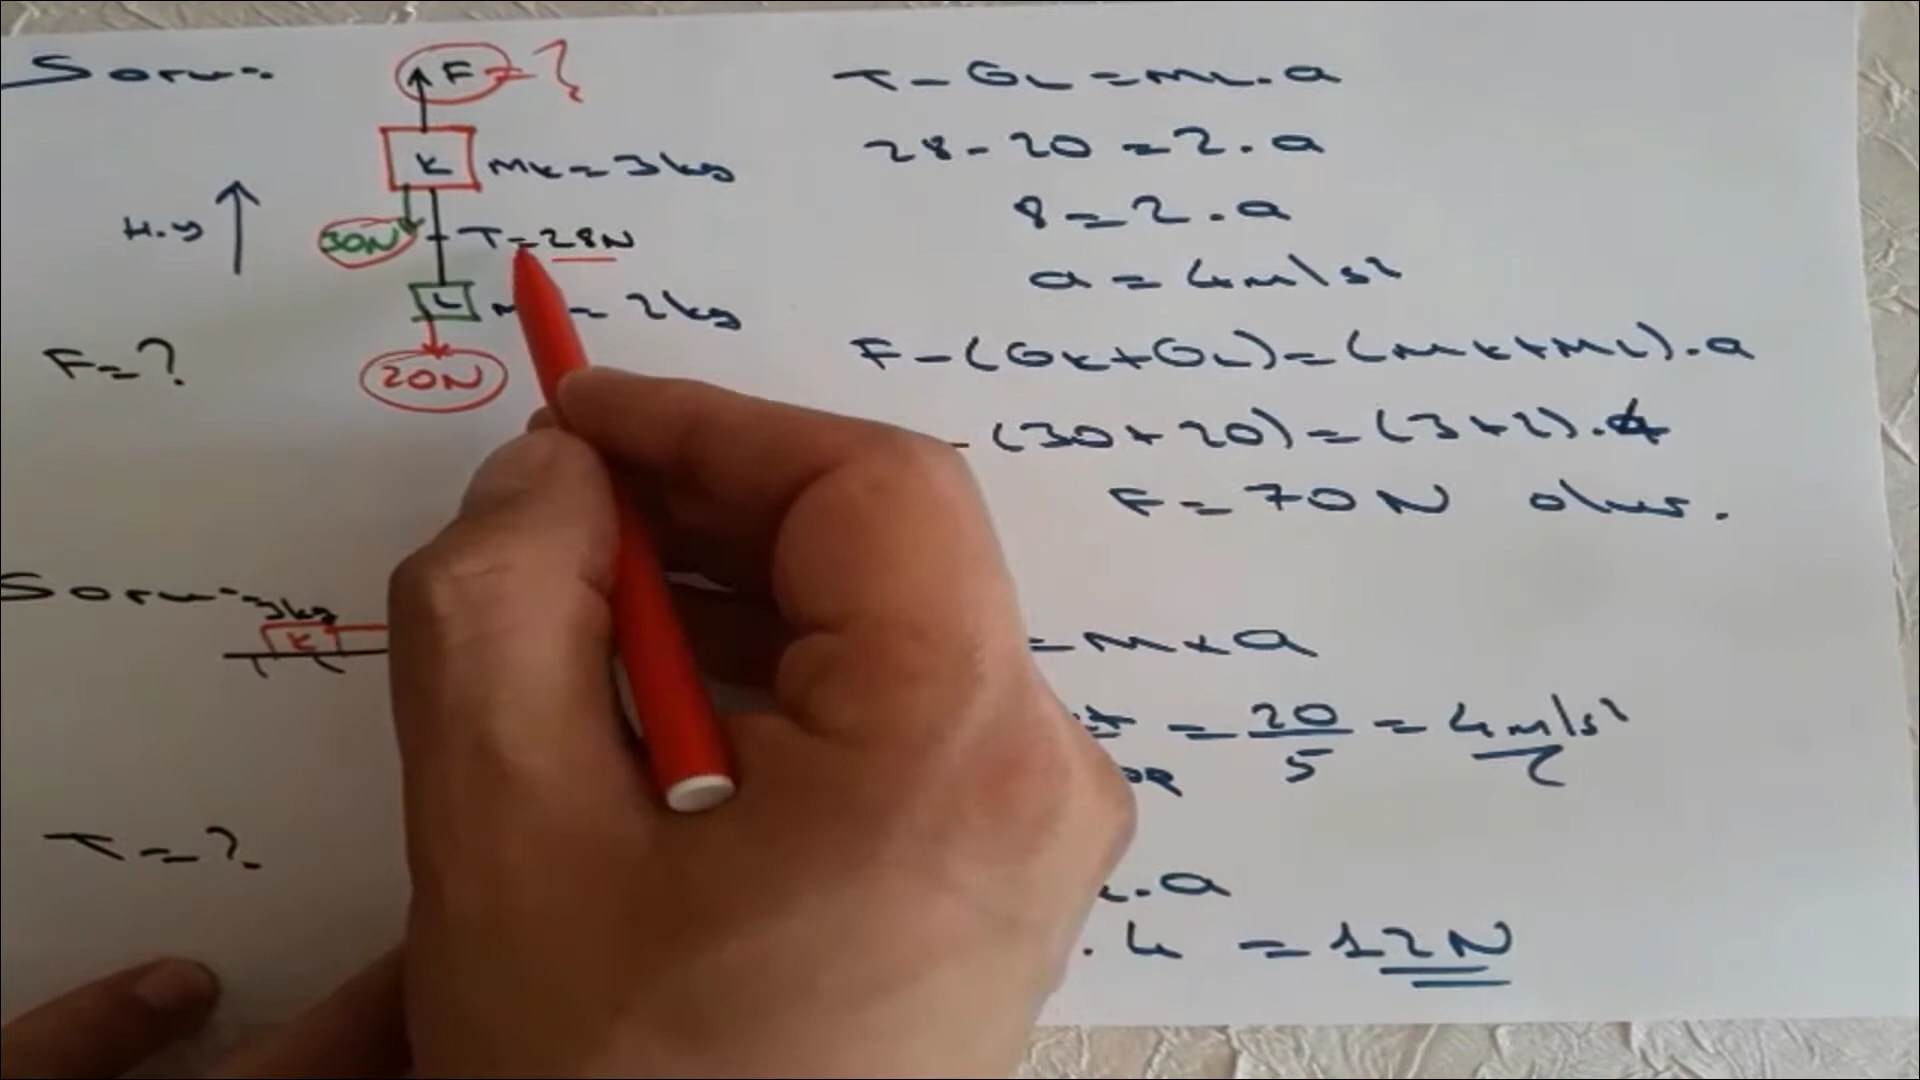 Soru:
F = ?
K mK = 3kg
H.y
30N T = 28N
L = 2kg
20N
F = ?
T - GL = mL . a
28 - 20 = 2 . a
8 = 2 . a
a = 4m/s²
F - (GK + GL) = (mK + mL) . a
- (30 + 20) = (3 + 2) . 4
F = 70N olur.
Soru:
3kg
K
T = ?
= m x a
= 20/5 = 4m/s²
. a
. 4 = 12N